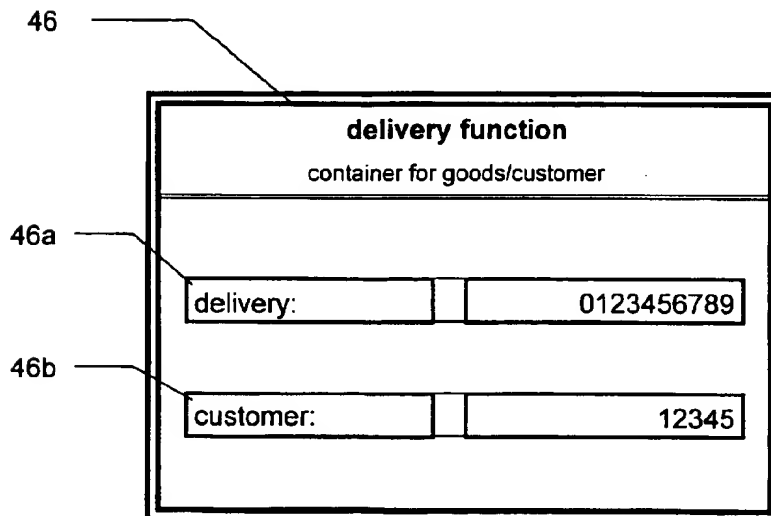 46
delivery function
container for goods/customer
46a
delivery: 0123456789
46b
customer: 12345